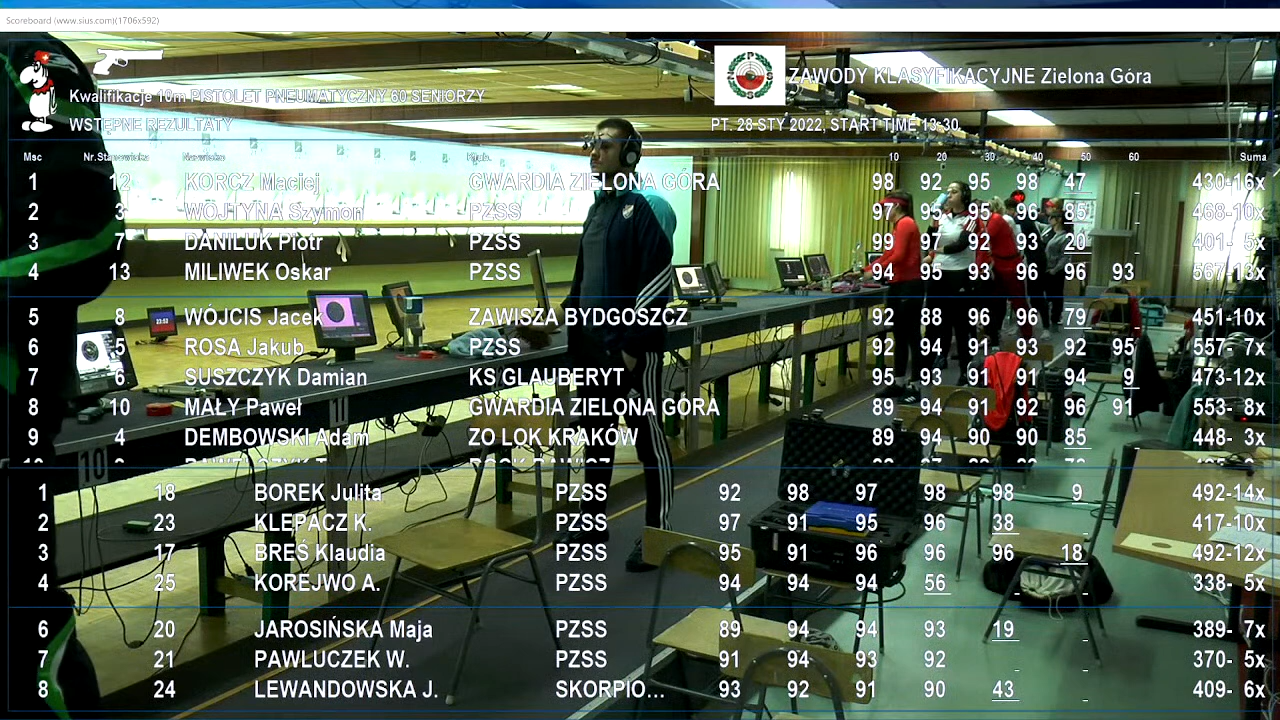 Scoreboard (www.sius.com)(1706x592)
ZAWODY KLASYFIKACYJNE Zielona Góra
Kwalifikacje 10m PISTOLET PNEUMATYCZNY 60 SENIORZY
WSTĘPNE REZULTATY PT. 28 STY 2022, START TIME 13:30
Msc Nr.Stanowiska Nazwisko Klub 10 20 30 40 50 60 Suma
1 12 KORCZ Maciej GWARDIA ZIELONA GÓRA 98 92 95 98 47 _ 430-16x
2 3 WOJTYNA Szymon PZSS 97 95 95 96 85 _ 468-10x
3 7 DANILUK Piotr PZSS 99 97 92 93 20 _ 401- 5x
4 13 MILIWEK Oskar PZSS 94 95 93 96 96 93 567-13x
5 8 WÓJCIS Jacek ZAWISZA BYDGOSZCZ 92 88 96 96 79 _ 451-10x
6 5 ROSA Jakub PZSS 92 94 91 93 92 95 557- 7x
7 6 SUSZCZYK Damian KS GLAUBERYT 95 93 91 91 94 9 473-12x
8 10 MAŁY Paweł GWARDIA ZIELONA GÓRA 89 94 91 92 96 91 553- 8x
9 4 DEMBOWSKI Adam ZO LOK KRAKÓW 89 94 90 90 85 _ 448- 3x
10
1 18 BOREK Julita PZSS 92 98 97 98 98 9 492-14x
2 23 KLEPACZ K. PZSS 97 91 95 96 38 _ 417-10x
3 17 BREŚ Klaudia PZSS 95 91 96 96 96 18 492-12x
4 25 KOREJWO A. PZSS 94 94 94 56 _ _ 338- 5x
6 20 JAROSIŃSKA Maja PZSS 89 94 94 93 19 _ 389- 7x
7 21 PAWLUCZEK W. PZSS 91 94 93 92 _ _ 370- 5x
8 24 LEWANDOWSKA J. SKORPIO... 93 92 91 90 43 _ 409- 6x
11
10